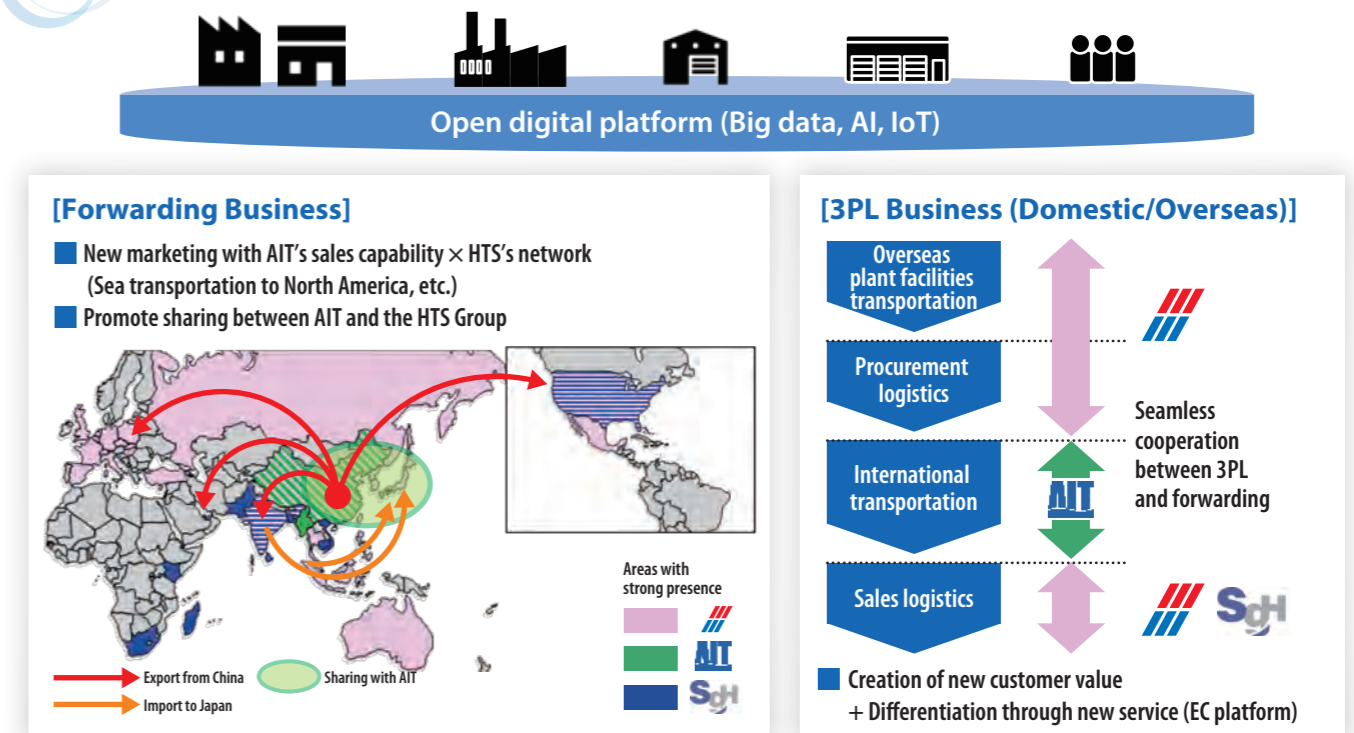 Open digital platform (Big data, AI, IoT)
[Forwarding Business]
New marketing with AIT's sales capability × HTS's network
(Sea transportation to North America, etc.)
Promote sharing between AIT and the HTS Group
Areas with
strong presence
AIT
SGH
Export from China
Sharing with AIT
Import to Japan
[3PL Business (Domestic/Overseas)]
Overseas
plant facilities
transportation
Procurement
logistics
International
transportation
Sales logistics
AIT
Seamless
cooperation
between 3PL
and forwarding
SGH
Creation of new customer value
+ Differentiation through new service (EC platform)